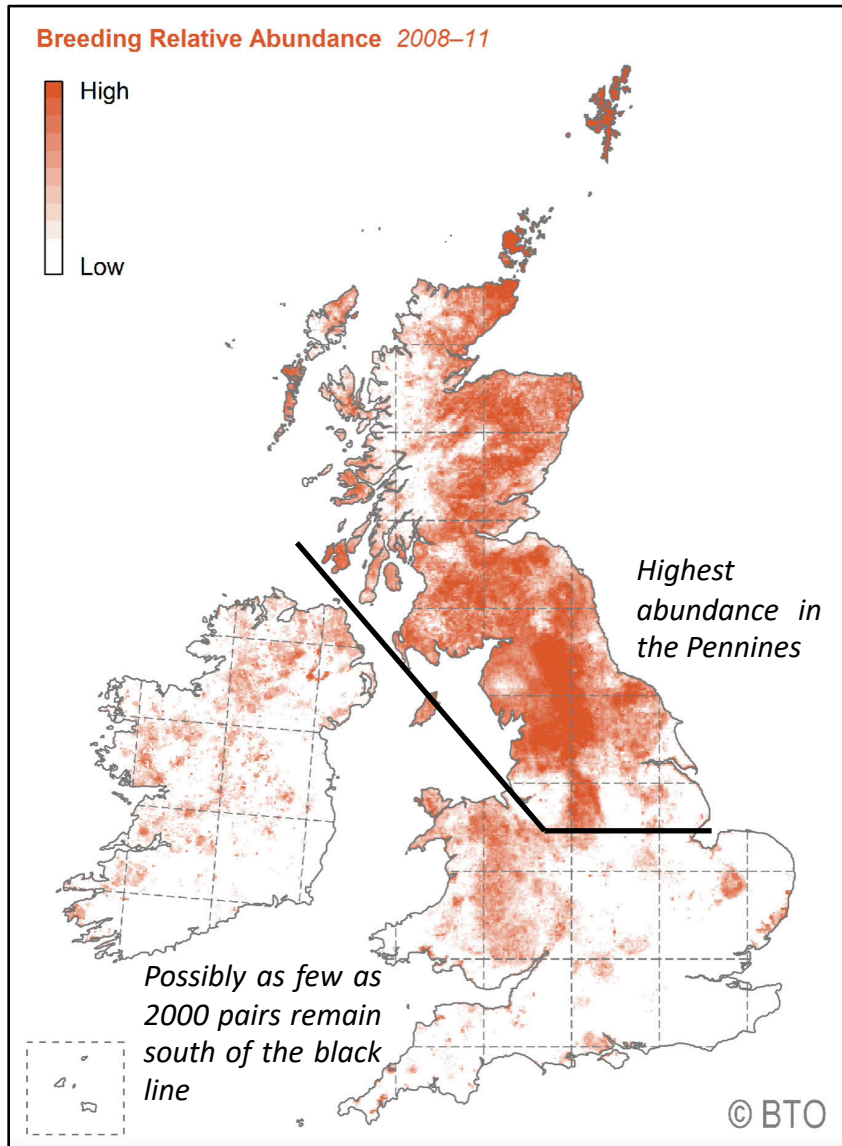 Breeding Relative Abundance 2008–11
High
Low
Highest
abundance in
the Pennines
Possibly as few as
2000 pairs remain
south of the black
line
© BTO